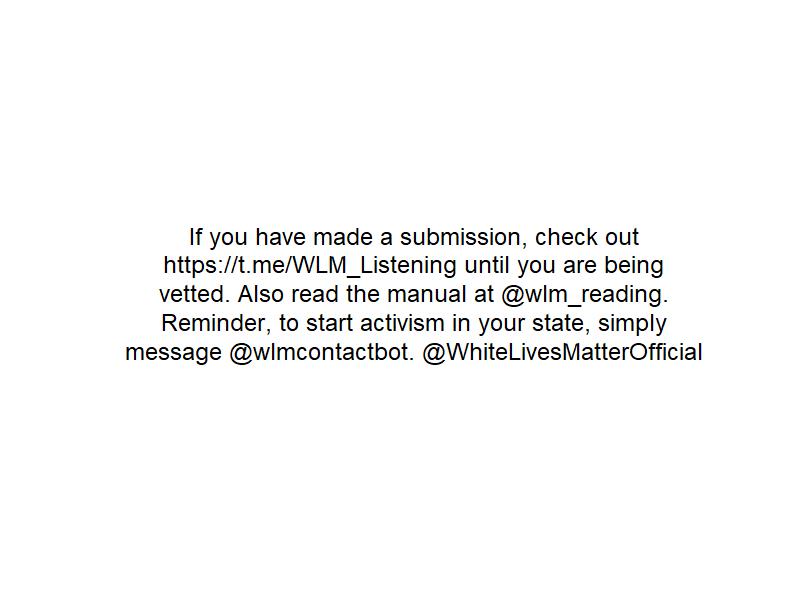 If you have made a submission, check out
https://t.me/WLM_Listening until you are being
vetted. Also read the manual at @wlm_reading.
Reminder, to start activism in your state, simply
message @wlmcontactbot. @WhiteLivesMatterOfficial